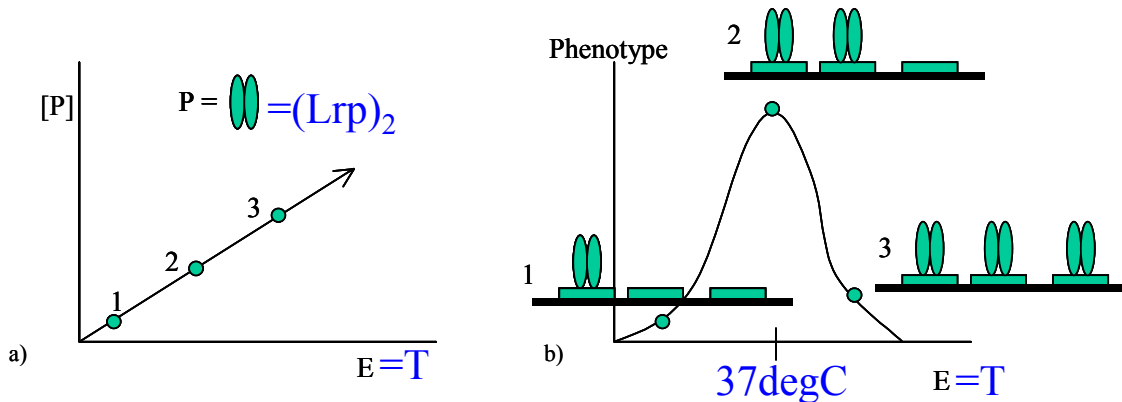 [P]
P = =(Lrp)2
1
2
3
a)
E =T
Phenotype
1
2
3
b)
37degC
E =T